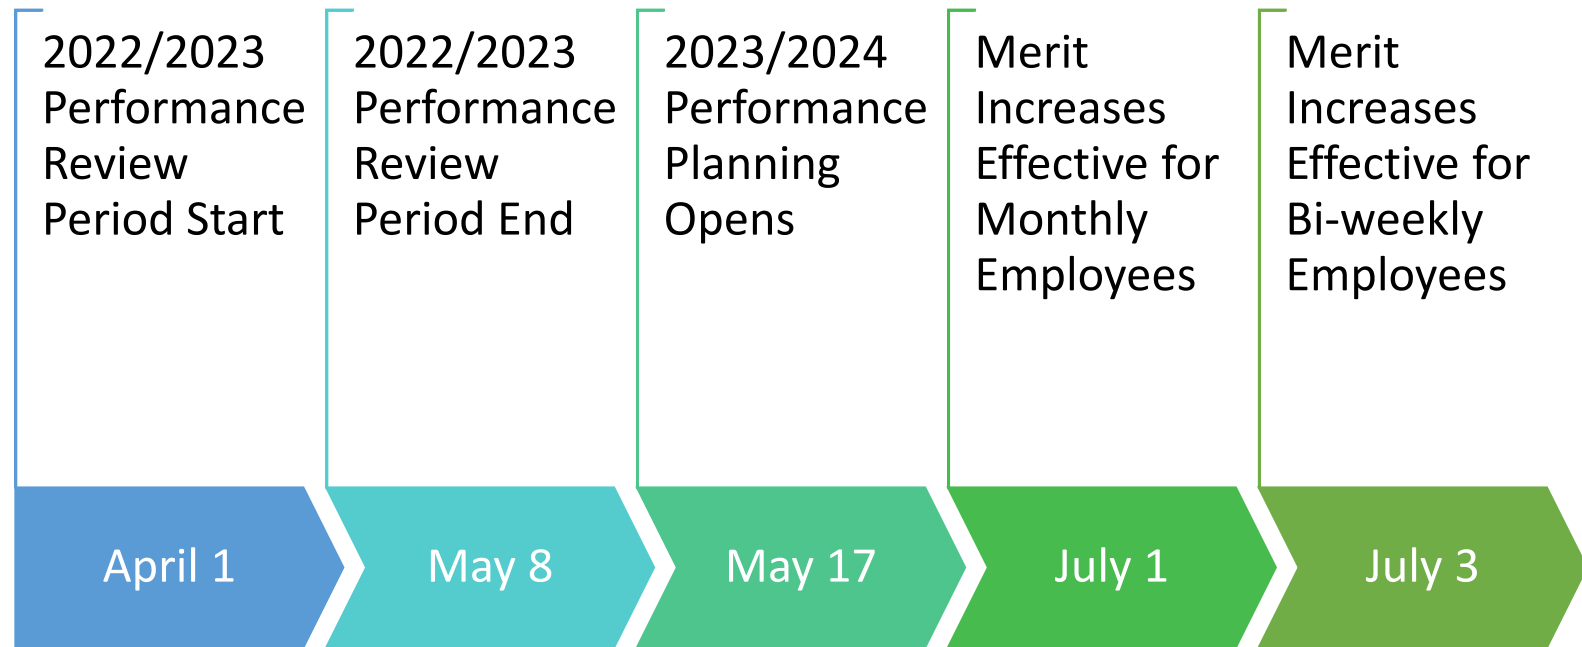 2022/2023
Performance
Review
Period Start
2022/2023
Performance
Review
Period End
2023/2024
Performance
Planning
Opens
Merit
Increases
Effective for
Monthly
Employees
Merit
Increases
Effective for
Bi-weekly
Employees
April 1
May 8
May 17
July 1
July 3